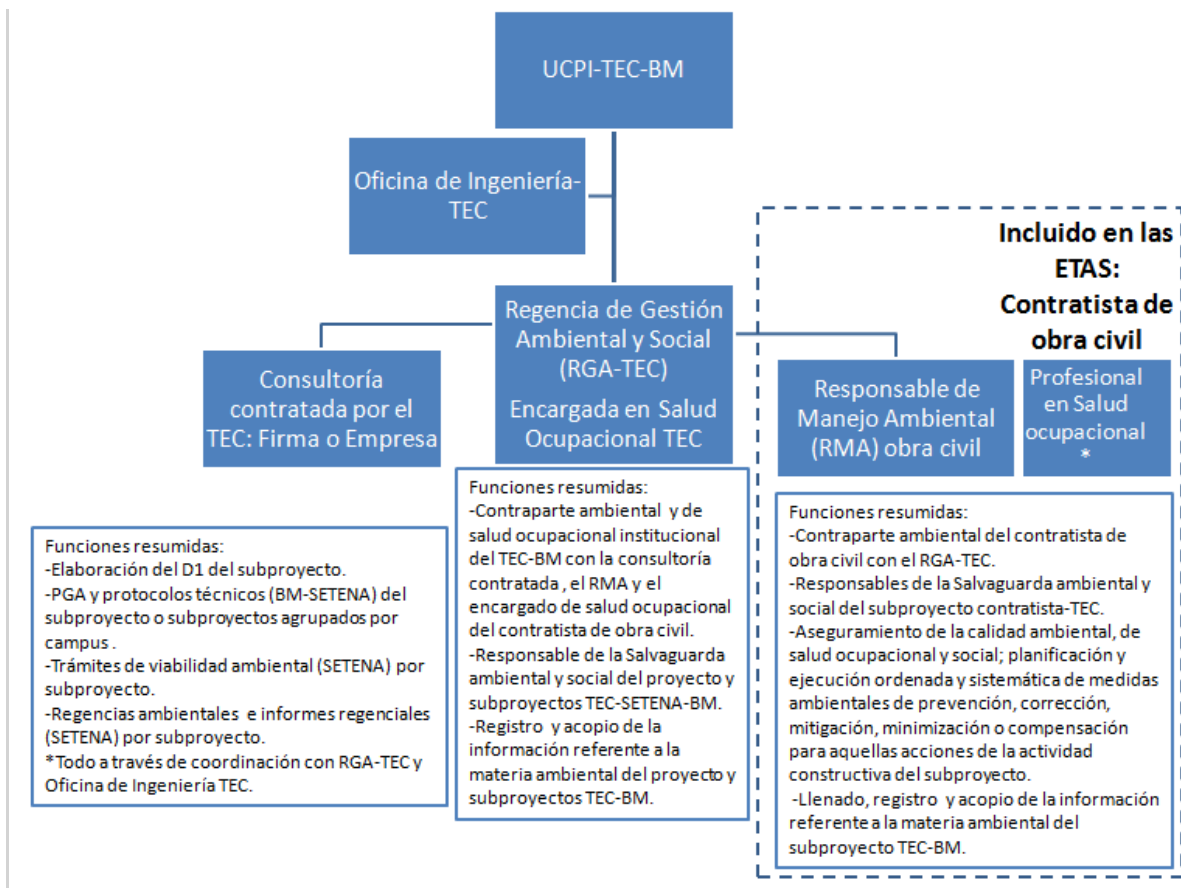 UCPI-TEC-BM
Oficina de Ingeniería-
TEC
Incluido en las
ETAS:
Contratista de
obra civil
Regencia de Gestión
Ambiental y Social
(RGA-TEC)
Encargada en Salud
Ocupacional TEC
Consultoría
contratada por el
TEC: Firma o Empresa
Responsable de
Manejo Ambiental
(RMA) obra civil
Profesional
en Salud
ocupacional
*
Funciones resumidas:
-Elaboración del D1 del subproyecto.
-PGA y protocolos técnicos (BM-SETENA) del
subproyecto o subproyectos agrupados por
campus .
-Trámites de viabilidad ambiental (SETENA) por
subproyecto.
-Regencias ambientales e informes regenciales
(SETENA) por subproyecto.
*Todo a través de coordinación con RGA-TEC y
Oficina de Ingeniería TEC.
Funciones resumidas:
-Contraparte ambiental y de
salud ocupacional institucional
del TEC-BM con la consultoría
contratada , el RMA y el
encargado de salud ocupacional
del contratista de obra civil.
-Responsable de la Salvaguarda
ambiental y social del proyecto y
subproyectos TEC-SETENA-BM.
-Registro y acopio de la
información referente a la
materia ambiental del proyecto y
subproyectos TEC-BM.
Funciones resumidas:
-Contraparte ambiental del contratista de
obra civil con el RGA-TEC.
-Responsables de la Salvaguarda ambiental y
social del subproyecto contratista-TEC.
-Aseguramiento de la calidad ambiental, de
salud ocupacional y social; planificación y
ejecución ordenada y sistemática de medidas
ambientales de prevención, corrección,
mitigación, minimización o compensación
para aquellas acciones de la actividad
constructiva del subproyecto.
-Llenado, registro y acopio de la información
referente a la materia ambiental del
subproyecto TEC-BM.